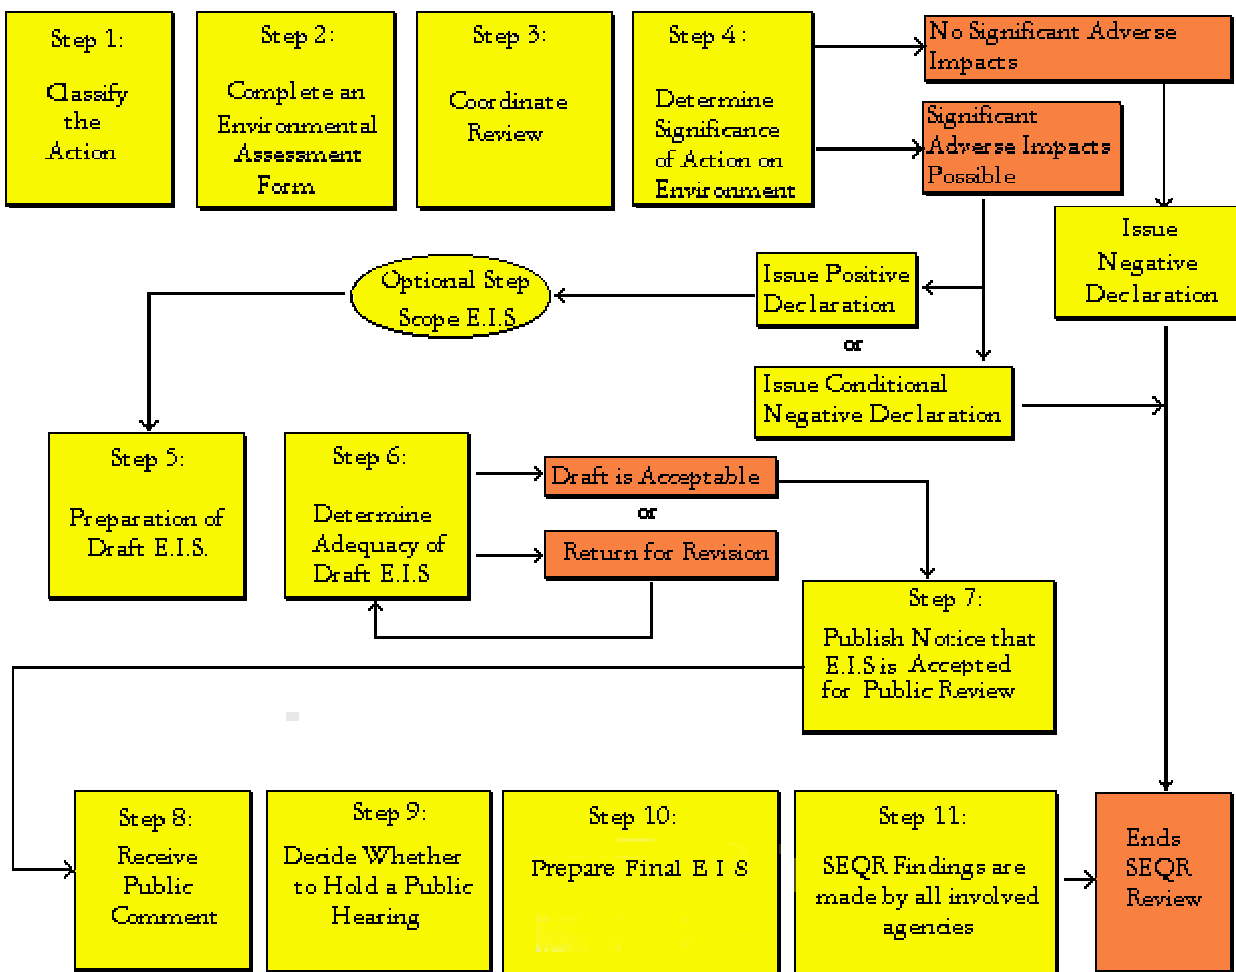 Step 1:
Classify
the
Action
Step 2:
Complete an
Environmental
Assessment
Form
Step 3:
Coordinate
Review
Step 4 :
Determine
Significance
of Action on
Environment
No Significant Adverse
Impacts
Significant
Adverse Impacts
Possible
Issue
Negative
Declaration
Issue Positive
Declaration
or
Issue Conditional
Negative Declaration
Optional Step
Scope E.I.S.
Step 5:
Preparation of
Draft E.I.S.
Step 6:
Determine
Adequacy of
Draft E.I.S
Draft is Acceptable
or
Return for Revision
Step 7:
Publish Notice that
E.I.S is Accepted
for Public Review
Step 8:
Receive
Public
Comment
Step 9:
Decide Whether
to Hold a Public
Hearing
Step 10:
Prepare Final E I S
Step 11:
SEQR Findings are
made by all involved
agencies
Ends
SEQR
Review